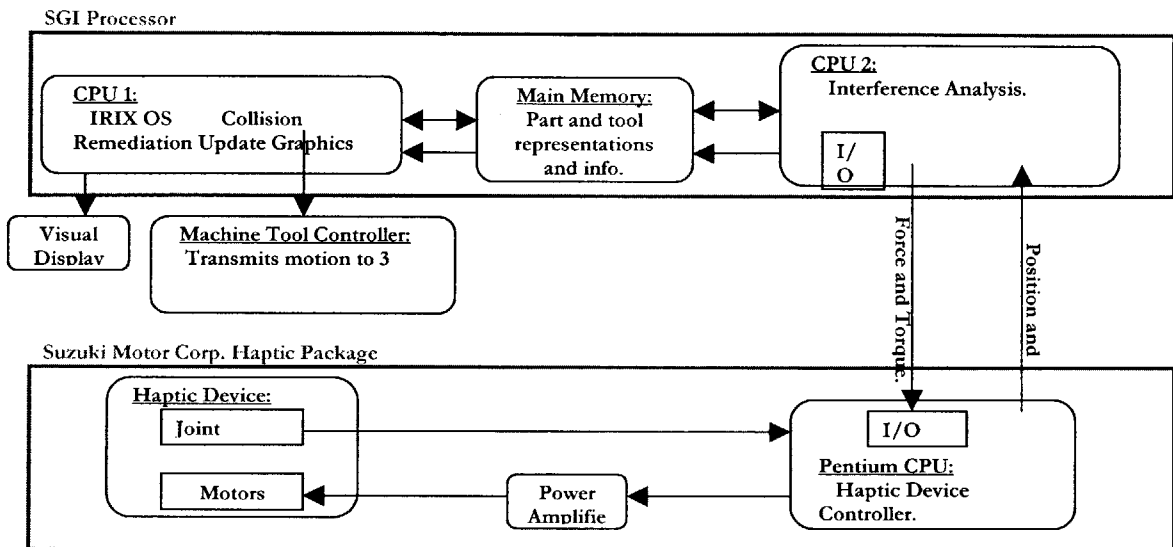 SGI Processor
CPU 1:
IRIX OS Collision
Remediation Update Graphics
Main Memory:
Part and tool
representations
and info.
CPU 2:
Interference Analysis.
I/
O
Visual
Display
Machine Tool Controller:
Transmits motion to 3
Force and Torque.
Position and
Suzuki Motor Corp. Haptic Package
Haptic Device:
Joint
Motors
Power
Amplifie
I/O
Pentium CPU:
Haptic Device
Controller.